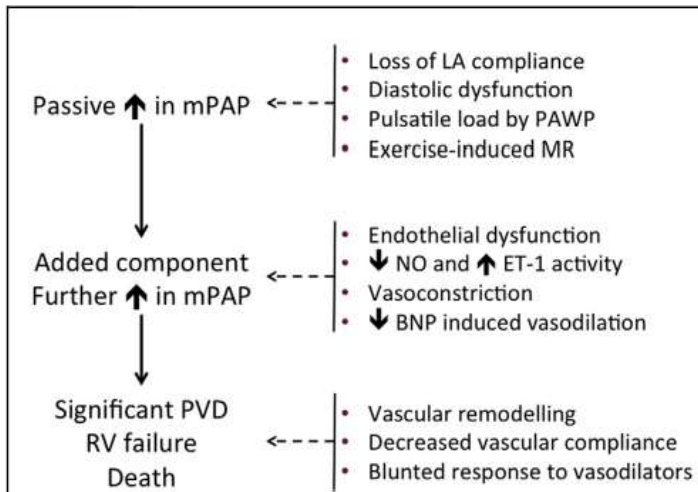 Passive ↑ in mPAP
• Loss of LA compliance
• Diastolic dysfunction
• Pulsatile load by PAWP
• Exercise-induced MR
Added component
Further ↑ in mPAP
• Endothelial dysfunction
• ↓ NO and ↑ ET-1 activity
• Vasoconstriction
• ↓ BNP induced vasodilation
Significant PVD
RV failure
Death
• Vascular remodelling
• Decreased vascular compliance
• Blunted response to vasodilators